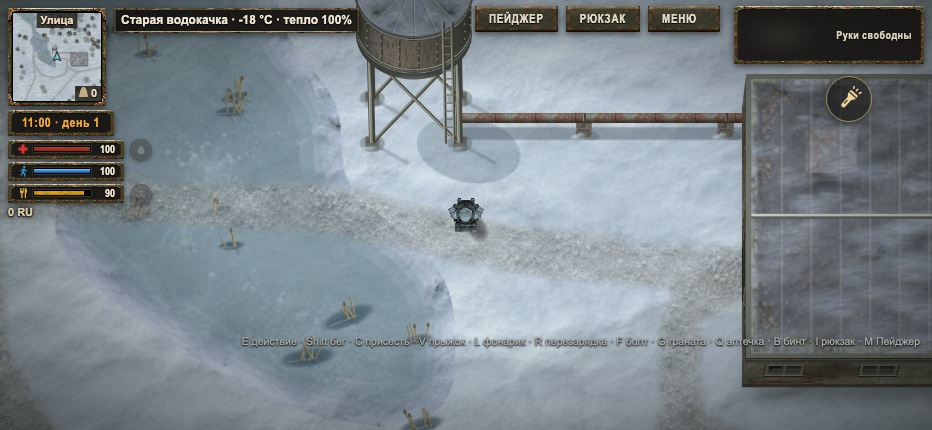 Улица
Старая водокачка · -18 °C · тепло 100%
ПЕЙДЖЕР
РЮКЗАК
МЕНЮ
Руки свободны
0
11:00 · день 1
100
100
90
0 RU
E действие · Shift бег · C присесть · V прыжок · L фонарик · R перезарядка · F болт · G граната · Q аптечка · B бинт · I рюкзак · M Пейджер